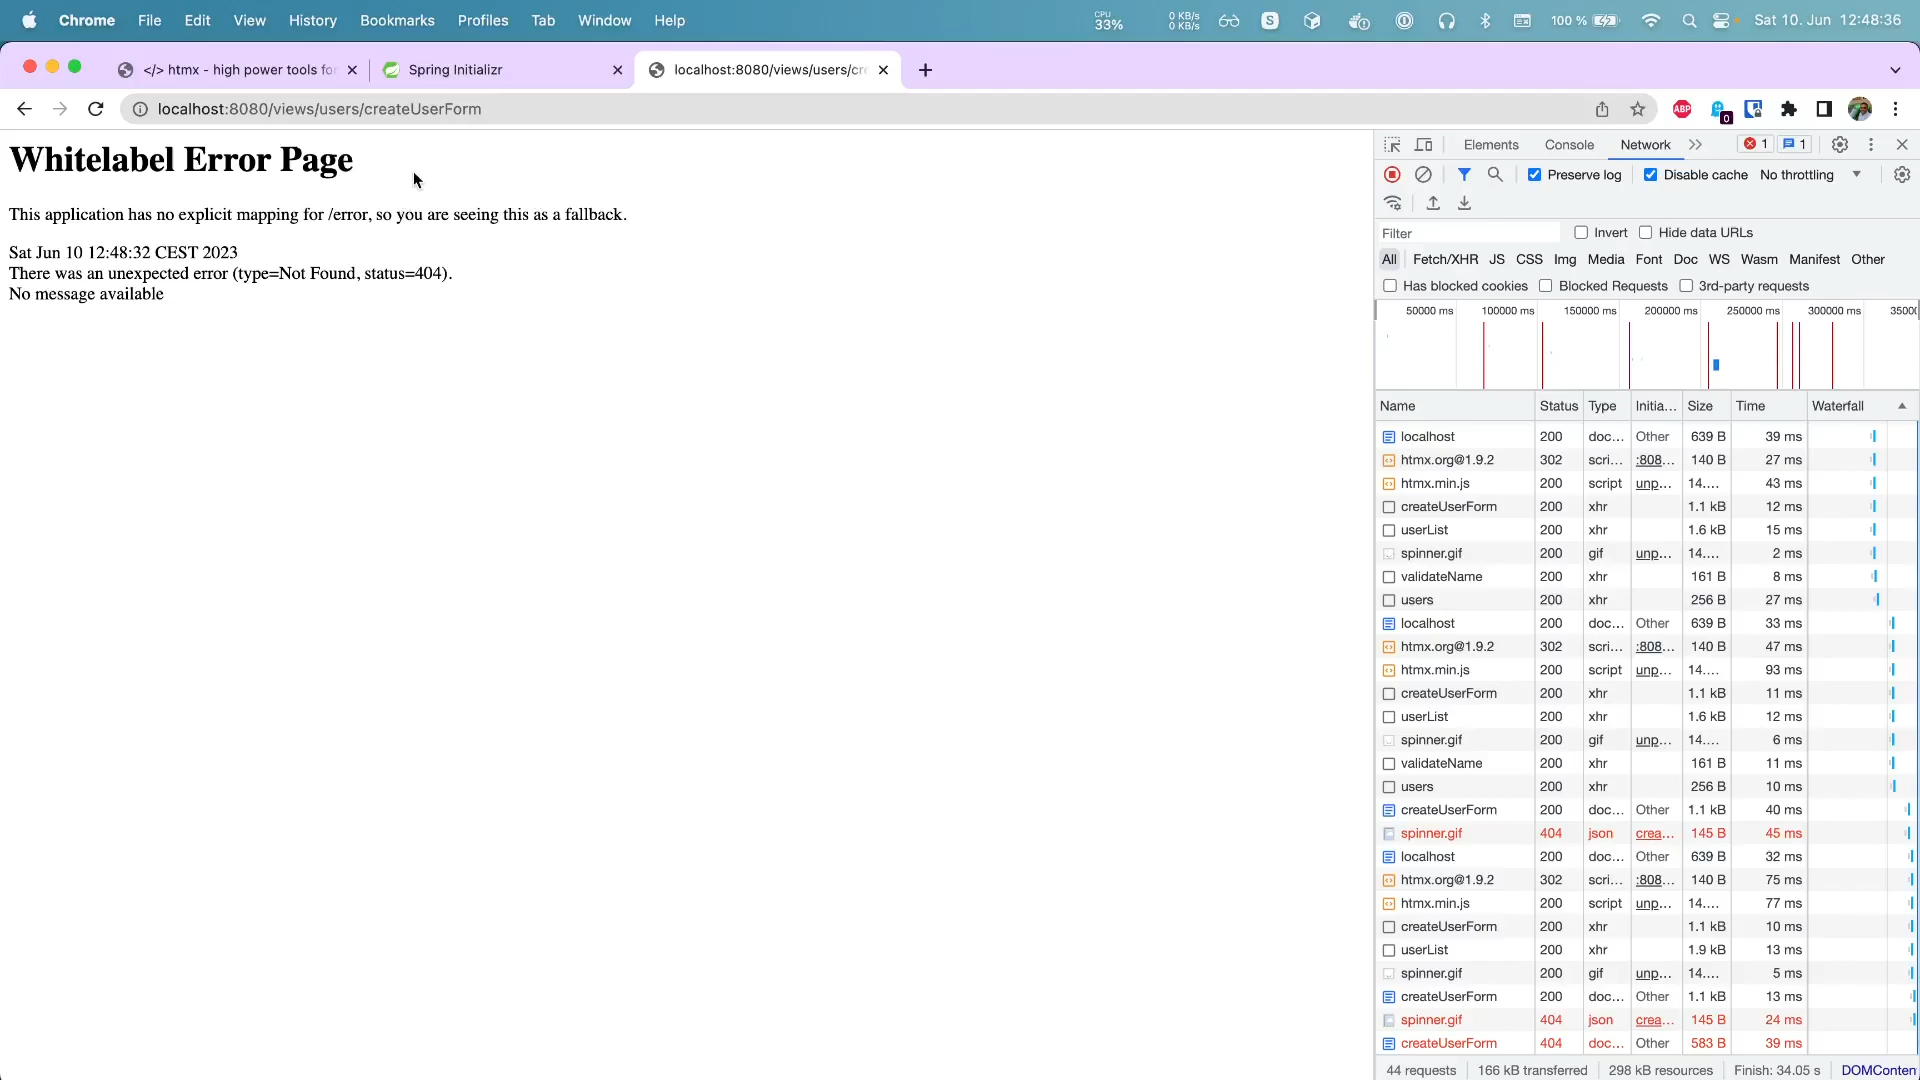 Chrome File Edit View History Bookmarks Profiles Tab Window Help CPU 33% 0 KB/s 0 KB/s 100 % Sat 10. Jun 12:48:36
</> htmx - high power tools fo Spring Initializr localhost:8080/views/users/cr
localhost:8080/views/users/createUserForm ABP 0
Whitelabel Error Page
This application has no explicit mapping for /error, so you are seeing this as a fallback.
Sat Jun 10 12:48:32 CEST 2023
There was an unexpected error (type=Not Found, status=404).
No message available
Elements Console Network 1 1
Preserve log Disable cache No throttling
Filter Invert Hide data URLs
All Fetch/XHR JS CSS Img Media Font Doc WS Wasm Manifest Other
Has blocked cookies Blocked Requests 3rd-party requests
50000 ms 100000 ms 150000 ms 200000 ms 250000 ms 300000 ms 3500
Name Status Type Initia... Size Time Waterfall
localhost 200 doc... Other 639 B 39 ms
htmx.org@1.9.2 302 scri... :808... 140 B 27 ms
htmx.min.js 200 script unp... 14.... 43 ms
createUserForm 200 xhr 1.1 kB 12 ms
userList 200 xhr 1.6 kB 15 ms
spinner.gif 200 gif unp... 14.... 2 ms
validateName 200 xhr 161 B 8 ms
users 200 xhr 256 B 27 ms
localhost 200 doc... Other 639 B 33 ms
htmx.org@1.9.2 302 scri... :808... 140 B 47 ms
htmx.min.js 200 script unp... 14.... 93 ms
createUserForm 200 xhr 1.1 kB 11 ms
userList 200 xhr 1.6 kB 12 ms
spinner.gif 200 gif unp... 14.... 6 ms
validateName 200 xhr 161 B 11 ms
users 200 xhr 256 B 10 ms
createUserForm 200 doc... Other 1.1 kB 40 ms
spinner.gif 404 json crea... 145 B 45 ms
localhost 200 doc... Other 639 B 32 ms
htmx.org@1.9.2 302 scri... :808... 140 B 75 ms
htmx.min.js 200 script unp... 14.... 77 ms
createUserForm 200 xhr 1.1 kB 10 ms
userList 200 xhr 1.9 kB 13 ms
spinner.gif 200 gif unp... 14.... 5 ms
createUserForm 200 doc... Other 1.1 kB 13 ms
spinner.gif 404 json crea... 145 B 24 ms
createUserForm 404 doc... Other 583 B 39 ms
44 requests 166 kB transferred 298 kB resources Finish: 34.05 s DOMConten